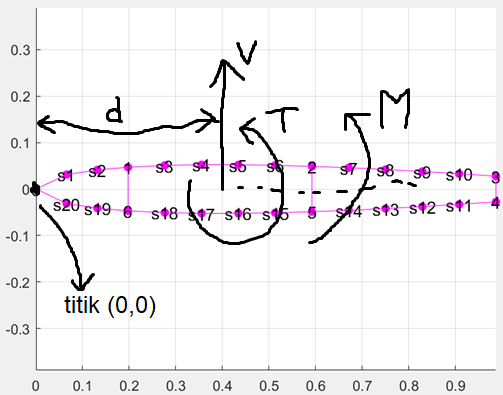 0.3
V
0.2
d
T
M
0.1
s1 s2 1 s3 s4 s5 s6 2 s7 s8 s9 s10 3
0
s20 s19 6 s18 s17 s16 s15 5 s14 s13 s12 s11 4
-0.1
-0.2
titik (0,0)
-0.3
0 0.1 0.2 0.3 0.4 0.5 0.6 0.7 0.8 0.9